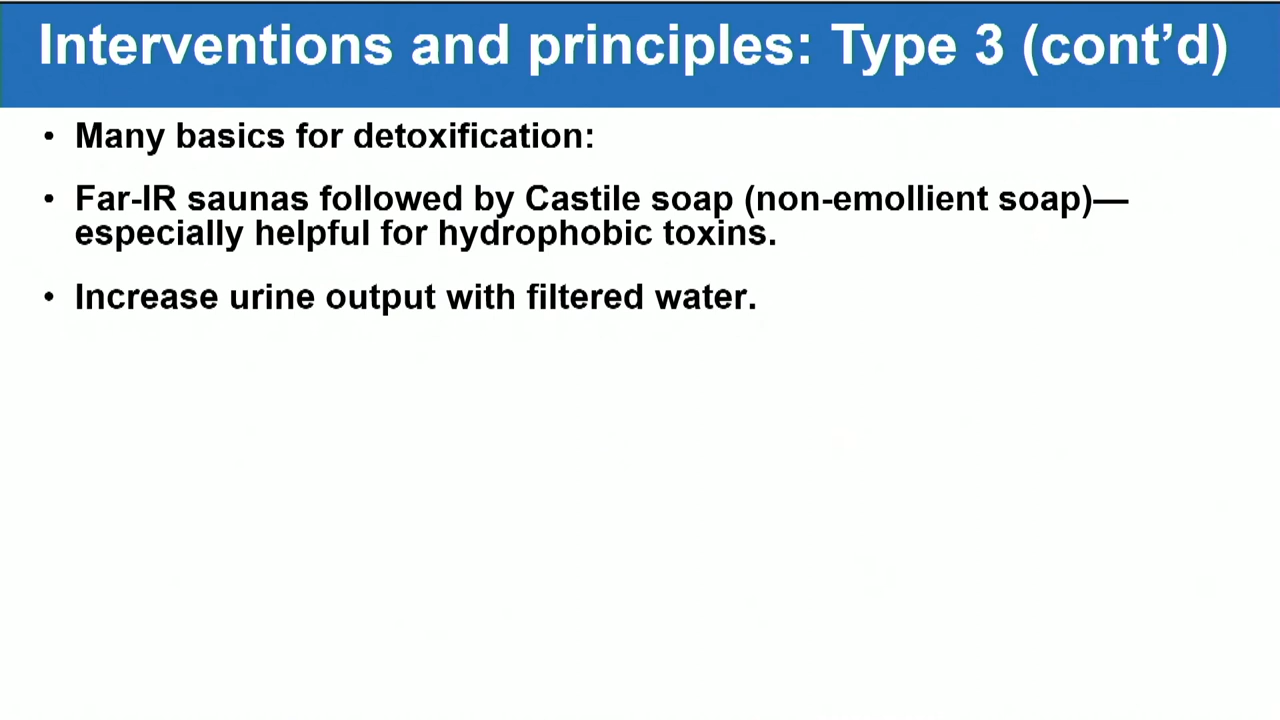 Interventions and principles: Type 3 (cont’d)
• Many basics for detoxification:
• Far-IR saunas followed by Castile soap (non-emollient soap)—
especially helpful for hydrophobic toxins.
• Increase urine output with filtered water.